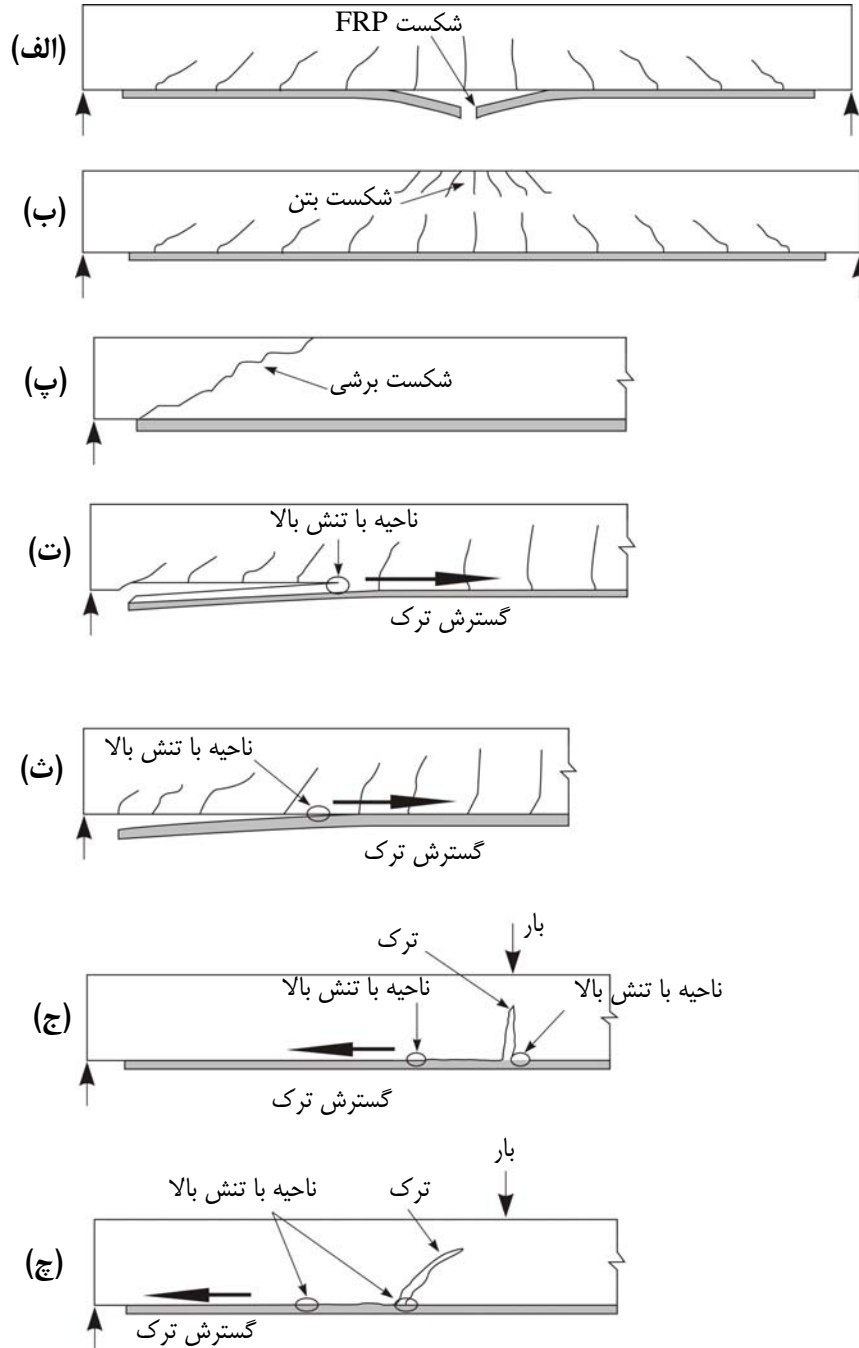 شکست FRP
(الف)
شکست بتن
(ب)
شکست برشی
(پ)
ناحیه با تنش بالا
(ت)
گسترش ترک
ناحیه با تنش بالا
(ث)
گسترش ترک
بار
ترک
ناحیه با تنش بالا
ناحیه با تنش بالا
(ج)
گسترش ترک
بار
ترک
ناحیه با تنش بالا
(چ)
گسترش ترک